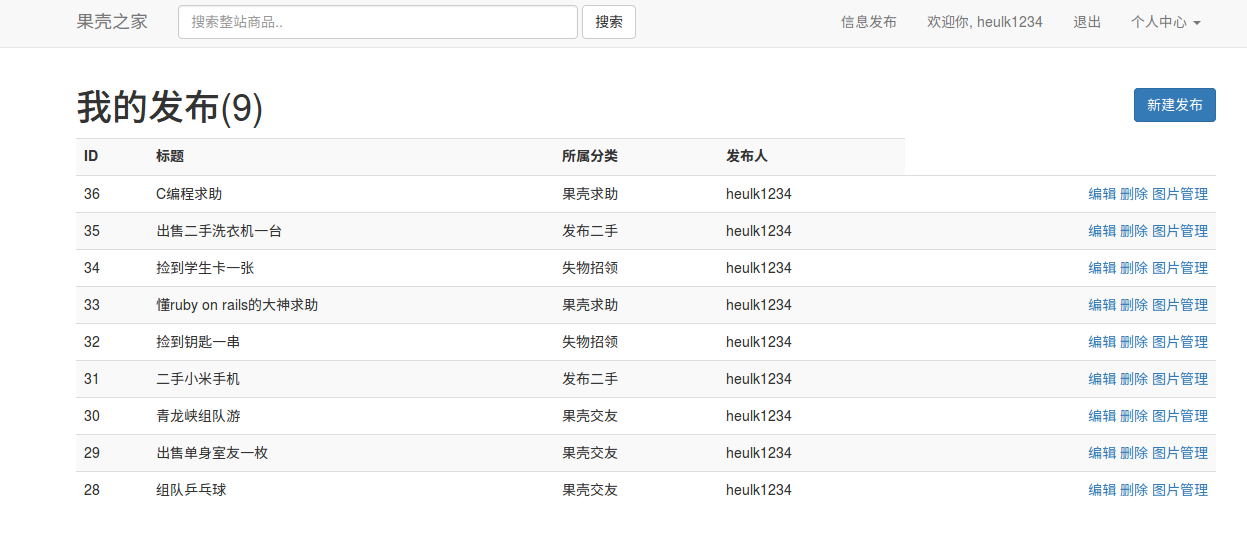 果壳之家 搜索整站商品.. 搜索 信息发布 欢迎你, heulk1234 退出 个人中心
我的发布(9) 新建发布
ID 标题 所属分类 发布人
36 C编程求助 果壳求助 heulk1234 编辑 删除 图片管理
35 出售二手洗衣机一台 发布二手 heulk1234 编辑 删除 图片管理
34 捡到学生卡一张 失物招领 heulk1234 编辑 删除 图片管理
33 懂ruby on rails的大神求助 果壳求助 heulk1234 编辑 删除 图片管理
32 捡到钥匙一串 失物招领 heulk1234 编辑 删除 图片管理
31 二手小米手机 发布二手 heulk1234 编辑 删除 图片管理
30 青龙峡组队游 果壳交友 heulk1234 编辑 删除 图片管理
29 出售单身室友一枚 果壳交友 heulk1234 编辑 删除 图片管理
28 组队乒乓球 果壳交友 heulk1234 编辑 删除 图片管理